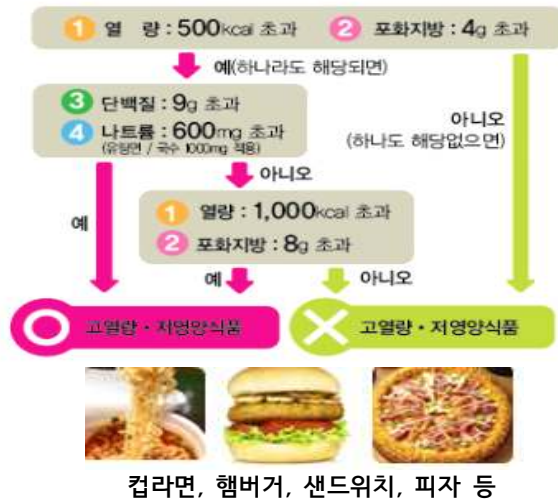 1 열 량 : 500kcal 초과 2 포화지방 : 4g 초과
예(하나라도 해당되면)
3 단백질 : 9g 초과
4 나트륨 : 600mg 초과
(유탕면 / 국수 1000mg 적용)
아니오
(하나도 해당없으면)
아니오
1 열량 : 1,000kcal 초과
2 포화지방 : 8g 초과
예
예
아니오
고열량・저영양식품
고열량・저영양식품
컵라면, 햄버거, 샌드위치, 피자 등